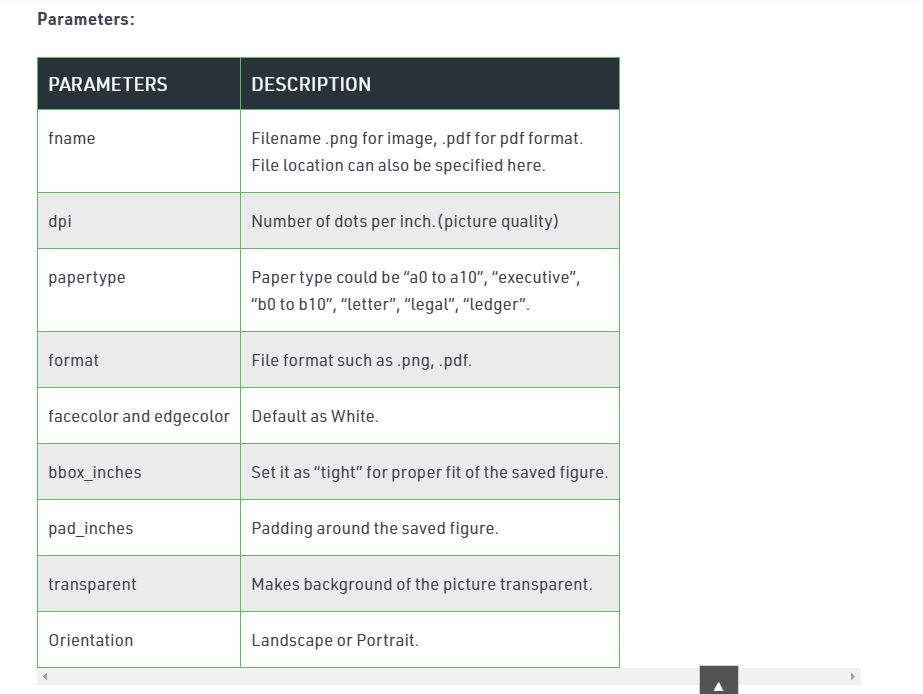 Parameters:
PARAMETERS DESCRIPTION
fname Filename .png for image, .pdf for pdf format.
File location can also be specified here.
dpi Number of dots per inch.(picture quality)
papertype Paper type could be “a0 to a10”, “executive”,
“b0 to b10”, “letter”, “legal”, “ledger”.
format File format such as .png, .pdf.
facecolor and edgecolor Default as White.
bbox_inches Set it as “tight” for proper fit of the saved figure.
pad_inches Padding around the saved figure.
transparent Makes background of the picture transparent.
Orientation Landscape or Portrait.